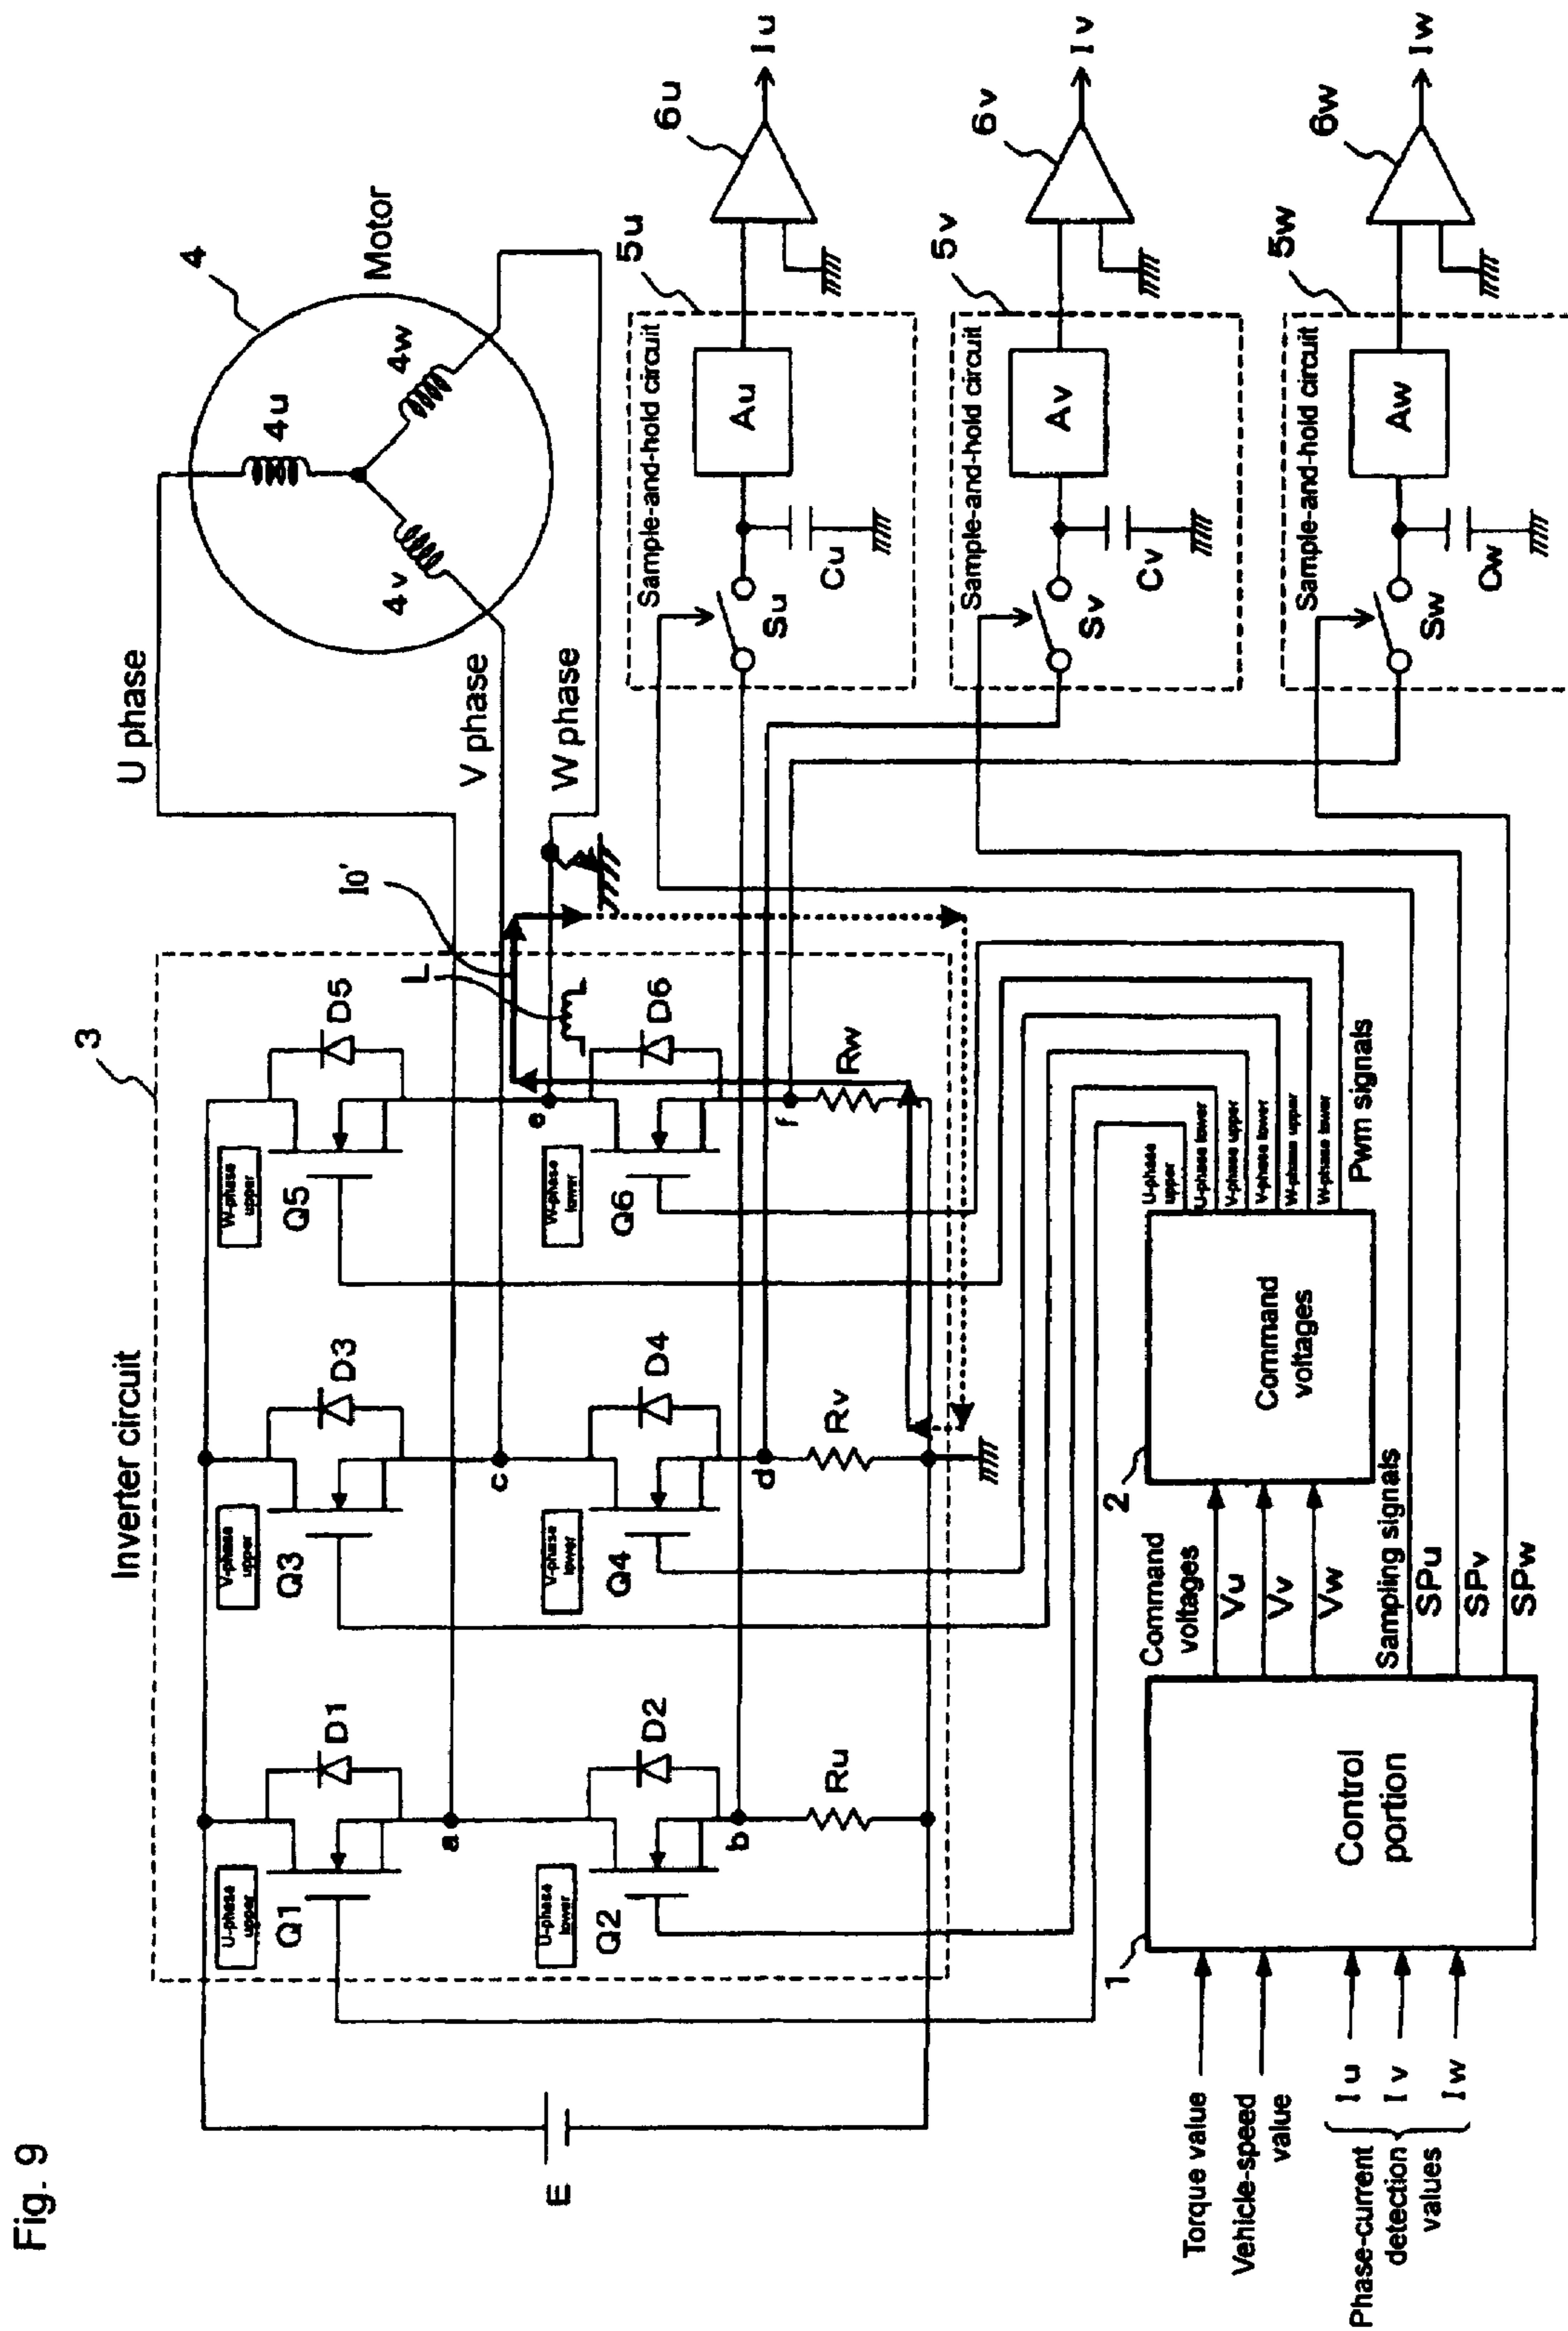 Fig. 9
Inverter circuit
3
U-phase
upper
Q1
D1
V-phase
upper
Q3
D3
W-phase
upper
Q5
D5
a
c
e
U-phase
lower
Q2
D2
V-phase
lower
Q4
D4
W-phase
lower
Q6
D6
b
d
f
Ru
Rv
Rw
E
L
I0'
U phase
V phase
W phase
4
Motor
4u
4v
4w
5u
Sample-and-hold circuit
Su
Cu
Au
6u
Iu
5v
Sample-and-hold circuit
Sv
Cv
Av
6v
Iv
5w
Sample-and-hold circuit
Sw
Cw
Aw
6w
Iw
Torque value
Vehicle-speed
value
Phase-current
detection
values
Iu
Iv
Iw
1
Control
portion
Command
voltages
Vu
Vv
Vw
Sampling signals
SPu
SPv
SPw
2
Command
voltages
U-phase
upper
U-phase lower
V-phase upper
V-phase lower
W-phase upper
W-phase lower
Pwm signals